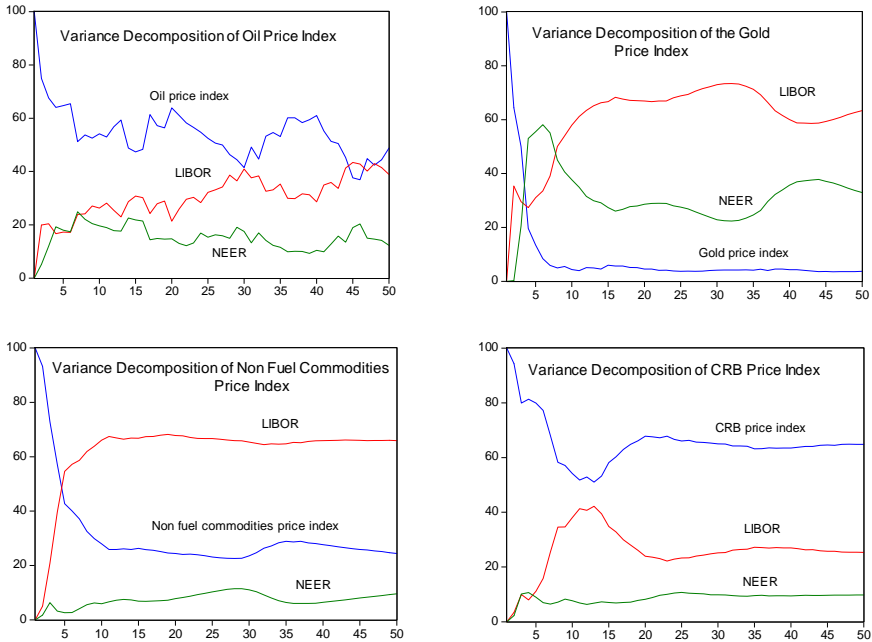 Variance Decomposition of Oil Price Index
100
80
60
40
20
0
Oil price index
LIBOR
NEER
5 10 15 20 25 30 35 40 45 50
Variance Decomposition of the Gold
Price Index
100
80
60
40
20
0
LIBOR
NEER
Gold price index
5 10 15 20 25 30 35 40 45 50
Variance Decomposition of Non Fuel Commodities
Price Index
100
80
60
40
20
0
LIBOR
Non fuel commodities price index
NEER
5 10 15 20 25 30 35 40 45 50
Variance Decomposition of CRB Price Index
100
80
60
40
20
0
CRB price index
LIBOR
NEER
5 10 15 20 25 30 35 40 45 50